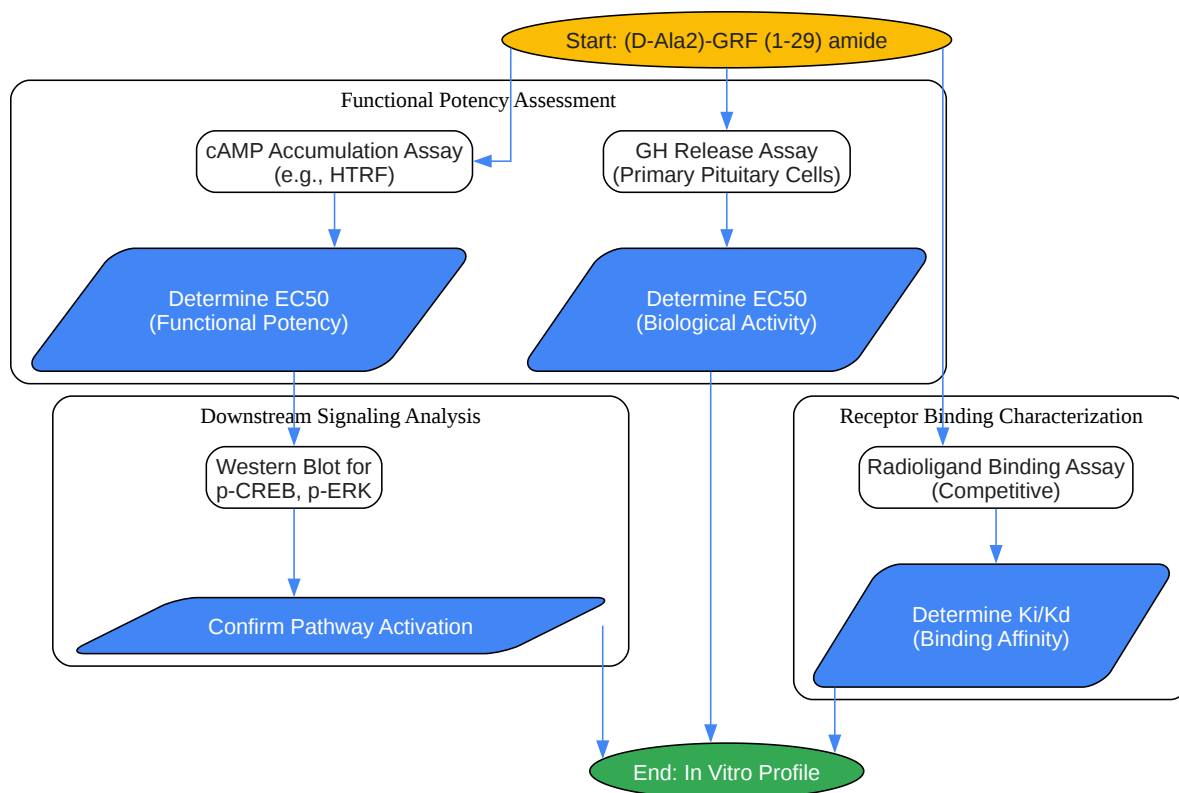 Start: (D-Ala2)-GRF (1-29) amide
Functional Potency Assessment
cAMP Accumulation Assay
(e.g., HTRF)
GH Release Assay
(Primary Pituitary Cells)
Determine EC50
(Functional Potency)
Determine EC50
(Biological Activity)
Downstream Signaling Analysis
Western Blot for
p-CREB, p-ERK
Confirm Pathway Activation
Receptor Binding Characterization
Radioligand Binding Assay
(Competitive)
Determine Ki/Kd
(Binding Affinity)
End: In Vitro Profile